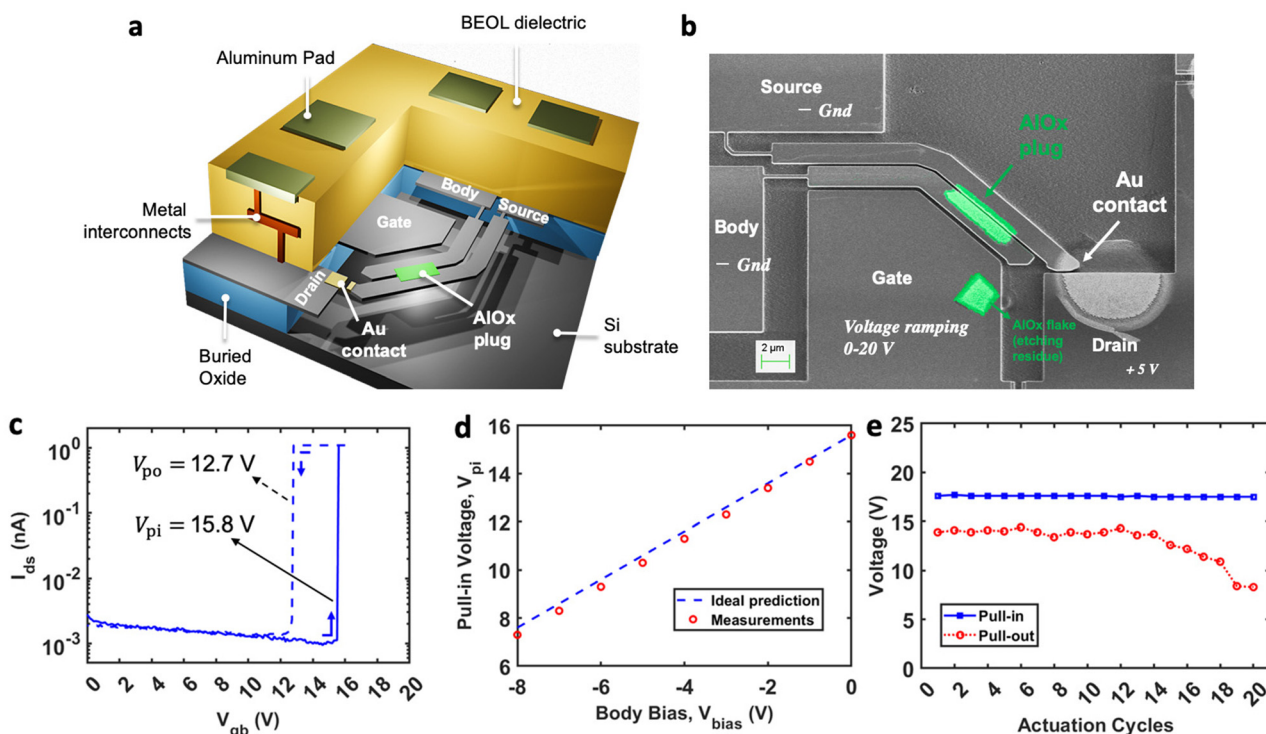 a
BEOL dielectric
Aluminum Pad
Metal
interconnects
Body
Source
Gate
Drain
Au
contact
AlOx
plug
Si
substrate
Buried
Oxide
b
Source
Gnd
AlOx
plug
Au
contact
Body
Gnd
Gate
Voltage ramping
0-20 V
AlOx flake
(etching
residue)
Drain
+ 5 V
2 µm
c
V_po = 12.7 V
V_pi = 15.8 V
I_ds (nA)
10^0
10^-1
10^-2
10^-3
0 2 4 6 8 10 12 14 16 18 20
V_gb (V)
d
Pull-in Voltage, V_pi
16
14
12
10
8
6
Ideal prediction
Measurements
-8 -6 -4 -2 0
Body Bias, V_bias (V)
e
Voltage (V)
25
20
15
10
5
0
Pull-in
Pull-out
0 2 4 6 8 10 12 14 16 18 20
Actuation Cycles